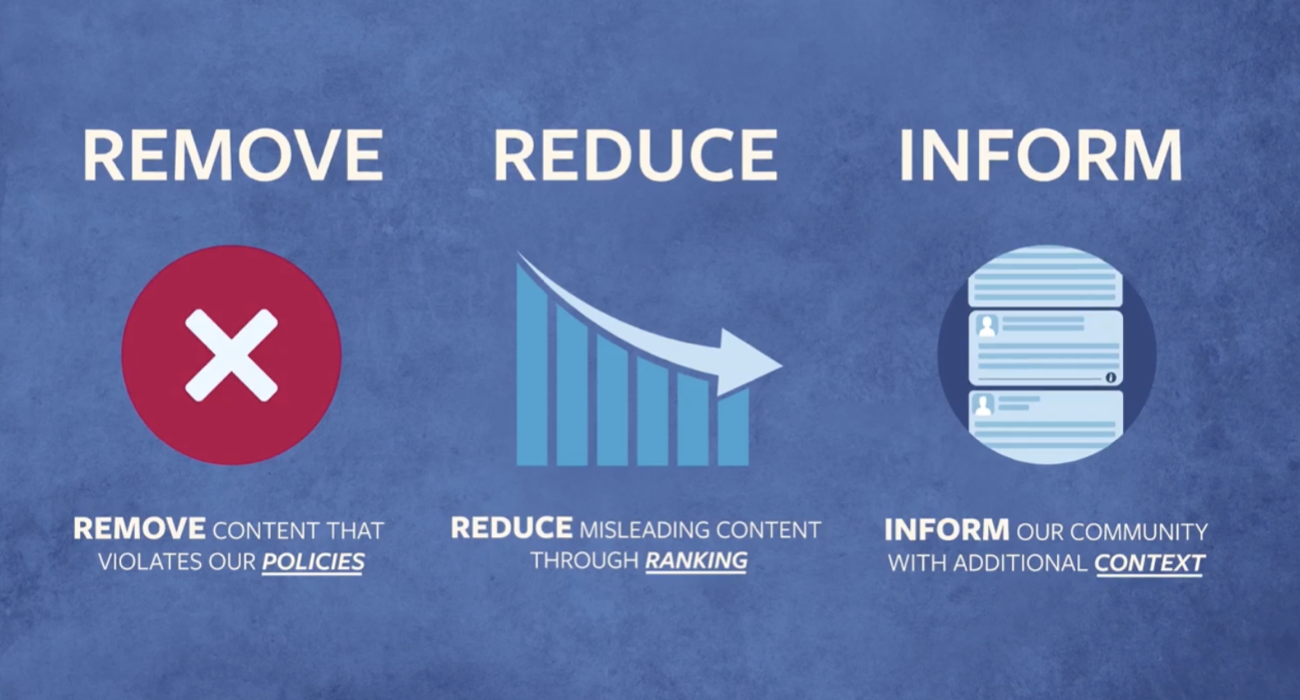 REMOVE
REDUCE
INFORM
REMOVE CONTENT THAT
VIOLATES OUR POLICIES
REDUCE MISLEADING CONTENT
THROUGH RANKING
INFORM OUR COMMUNITY
WITH ADDITIONAL CONTEXT